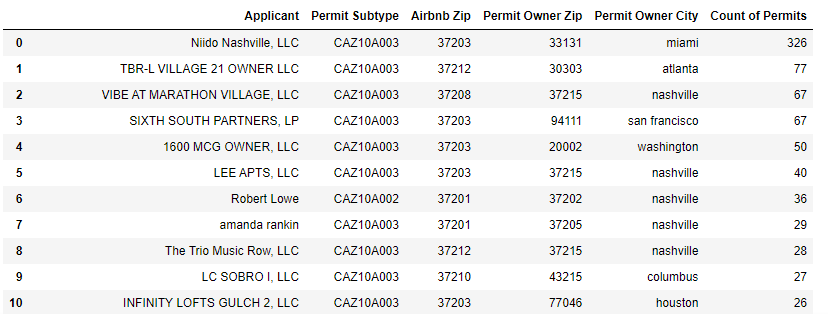 Applicant Permit Subtype Airbnb Zip Permit Owner Zip Permit Owner City Count of Permits
0 Niido Nashville, LLC CAZ10A003 37203 33131 miami 326
1 TBR-L VILLAGE 21 OWNER LLC CAZ10A003 37212 30303 atlanta 77
2 VIBE AT MARATHON VILLAGE, LLC CAZ10A003 37208 37215 nashville 67
3 SIXTH SOUTH PARTNERS, LP CAZ10A003 37203 94111 san francisco 67
4 1600 MCG OWNER, LLC CAZ10A003 37203 20002 washington 50
5 LEE APTS, LLC CAZ10A003 37203 37215 nashville 40
6 Robert Lowe CAZ10A002 37201 37202 nashville 36
7 amanda rankin CAZ10A003 37201 37205 nashville 29
8 The Trio Music Row, LLC CAZ10A003 37212 37215 nashville 28
9 LC SOBRO I, LLC CAZ10A003 37210 43215 columbus 27
10 INFINITY LOFTS GULCH 2, LLC CAZ10A003 37203 77046 houston 26